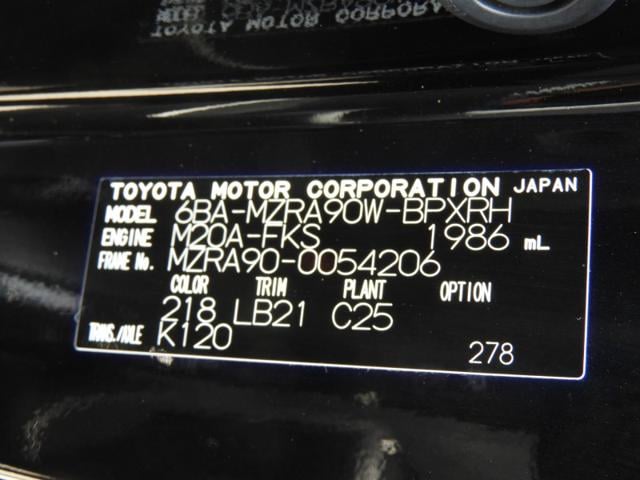 TOYOTA MOTOR CORPORATION JAPAN
MODEL 6BA-MZRA90W-BPXRH
ENGINE M20A-FKS 1986 mL
FRAME No. MZRA90-0054206
COLOR TRIM PLANT OPTION
218 LB21 C25
TRANS./AXLE K120
278